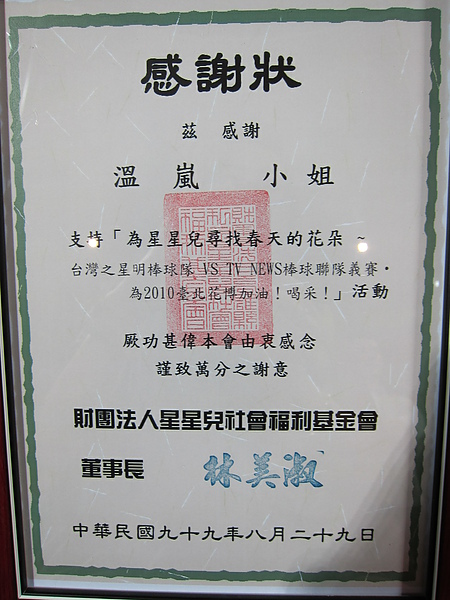 感謝狀
茲 感謝
溫嵐 小姐
支持「為星星兒尋找春天的花朵 ~
台灣之星明棒球隊 VS TV NEWS棒球聯隊義賽·
為2010臺北花博加油！喝采！」活動
厥功甚偉本會由衷感念
謹致萬分之謝意
財團法人星星兒社會福利基金會
董事長 林美淑
中華民國九十九年八月二十九日